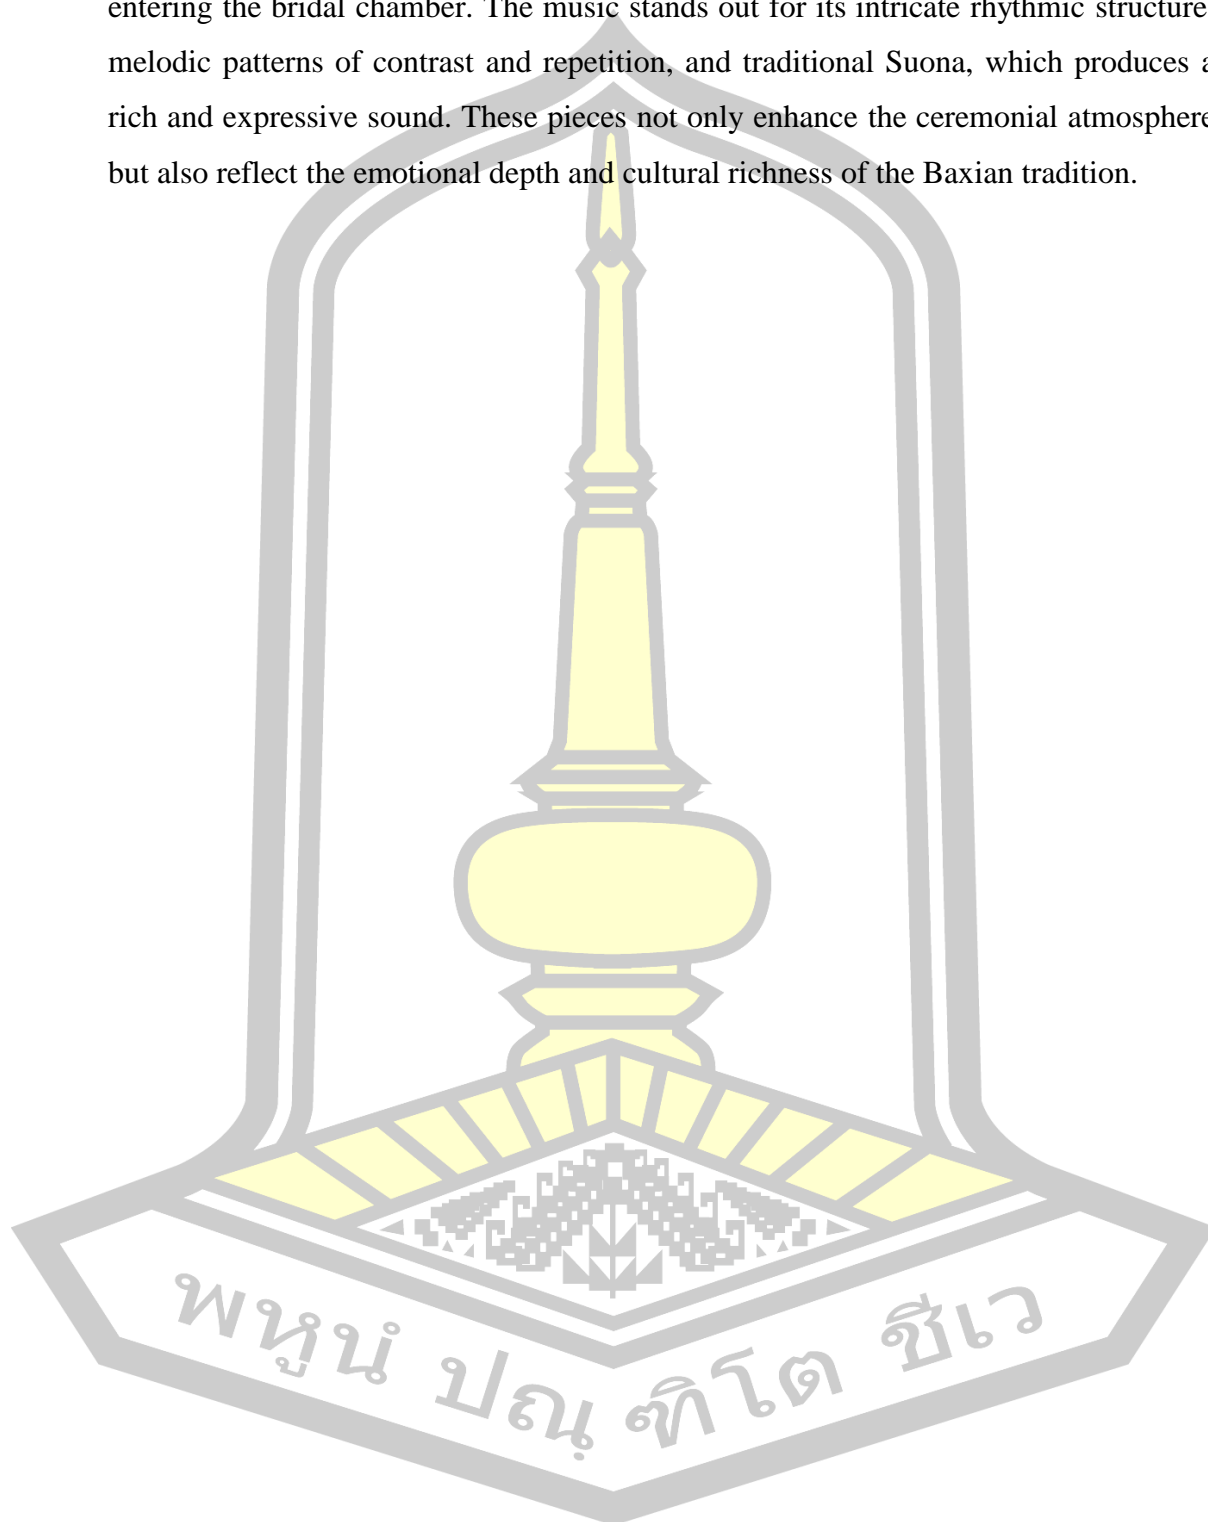 entering the bridal chamber. The music stands out for its intricate rhythmic structure
melodic patterns of contrast and repetition, and traditional Suona, which produces a
rich and expressive sound. These pieces not only enhance the ceremonial atmosphere
but also reflect the emotional depth and cultural richness of the Baxian tradition.
พหูนํ ปณฺฑิโต ชีเว